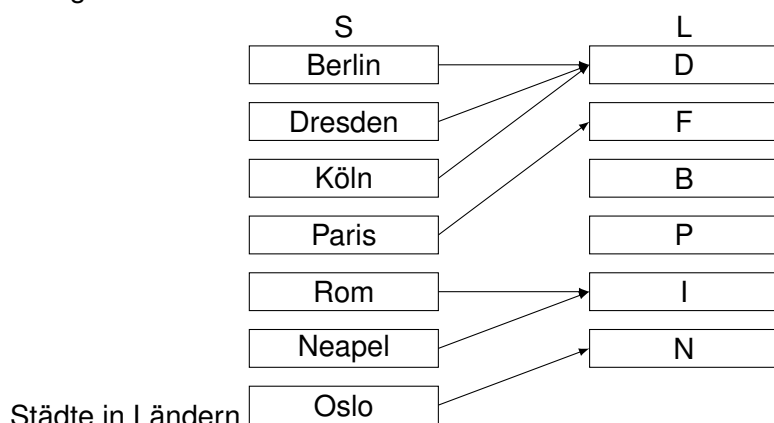 S L
Berlin D
Dresden F
Köln B
Paris P
Rom I
Neapel N
Städte in Ländern Oslo